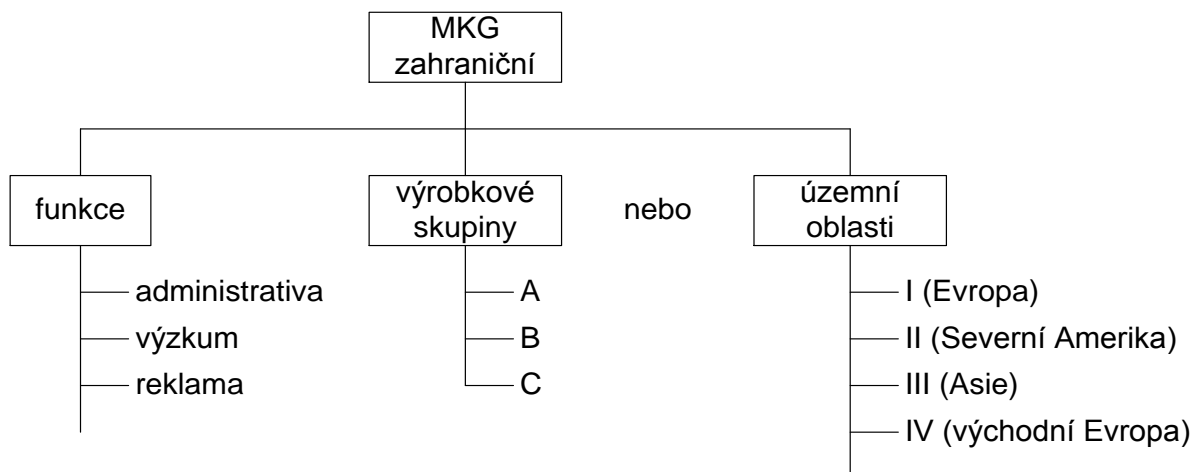 MKG
zahraniční
funkce
výrobkové
skupiny
nebo
územní
oblasti
administrativa
výzkum
reklama
A
B
C
I (Evropa)
II (Severní Amerika)
III (Asie)
IV (východní Evropa)